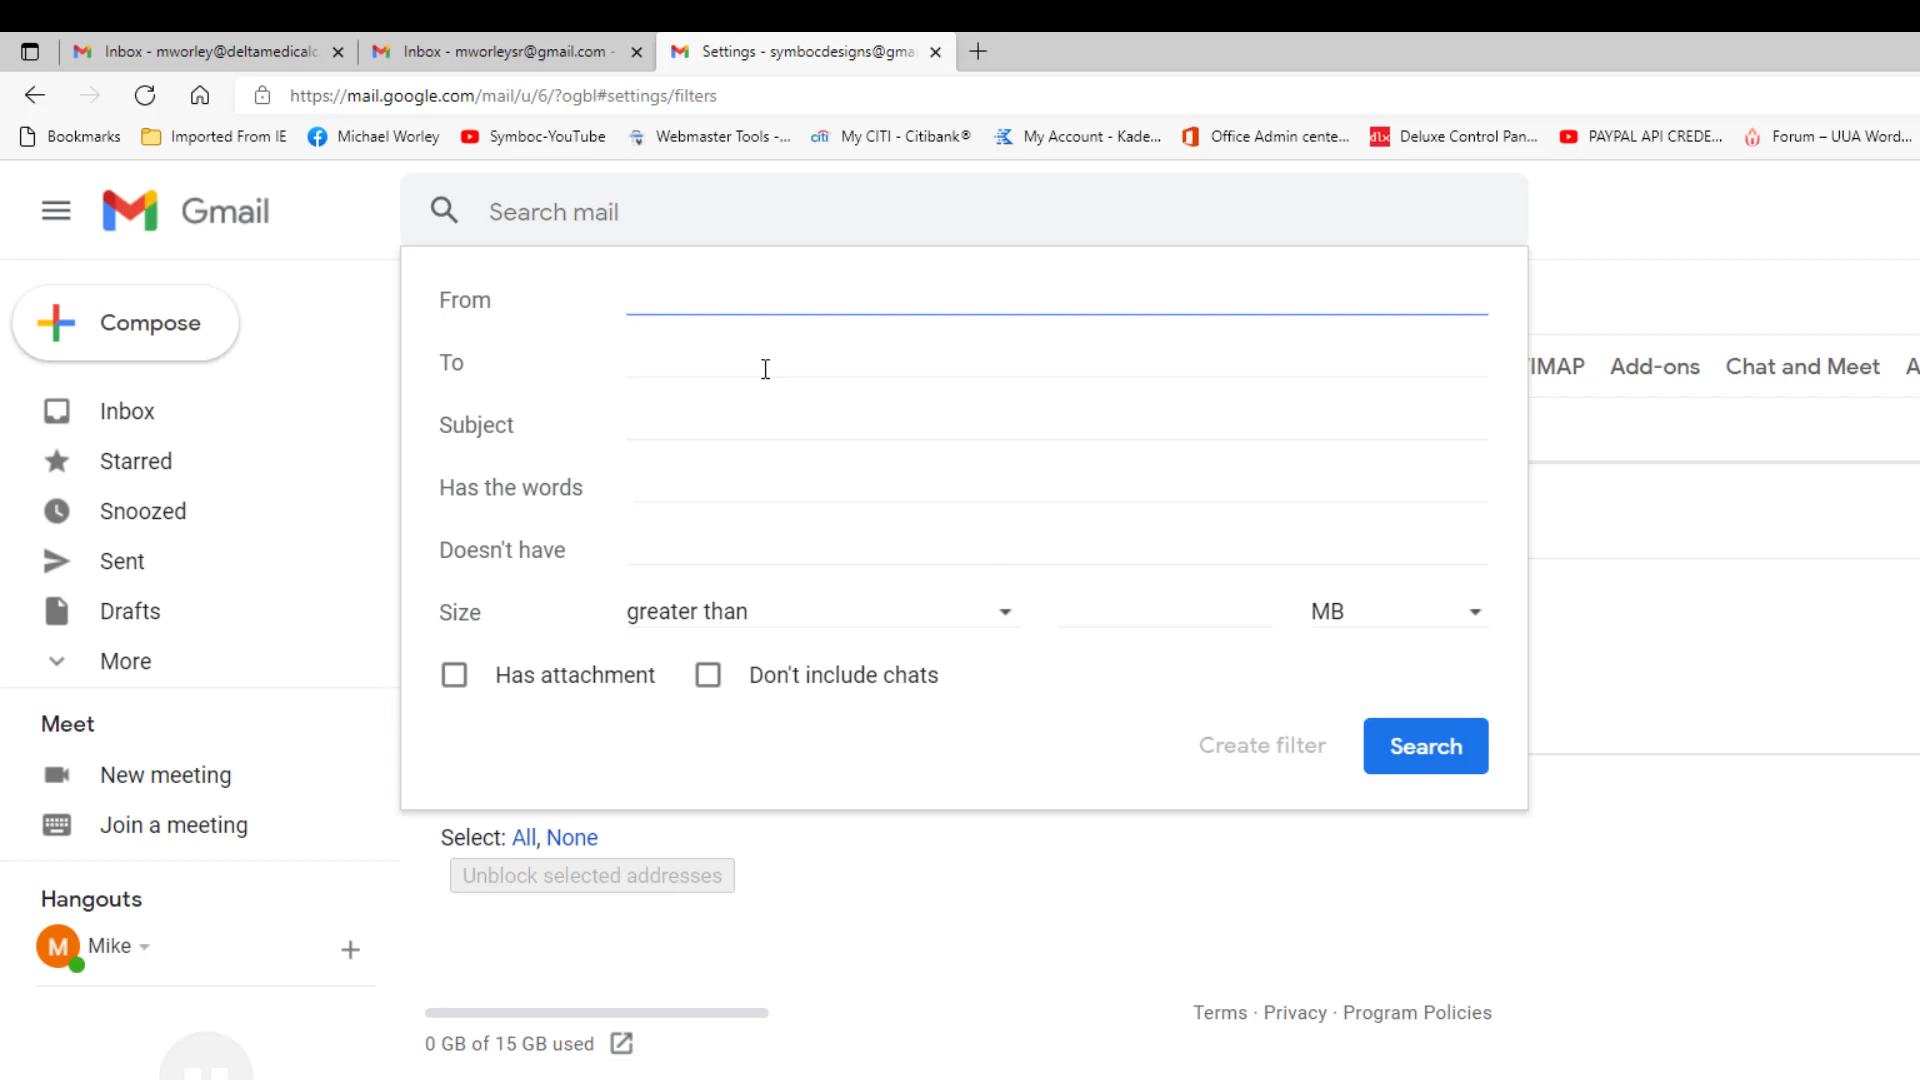 Inbox - mworley@deltamedicalc
Inbox - mworleysr@gmail.com -
Settings - symbocdesigns@gmai
https://mail.google.com/mail/u/6/?ogbl#settings/filters
Bookmarks
Imported From IE
Michael Worley
Symboc-YouTube
Webmaster Tools -...
citi My CITI - Citibank®
My Account - Kade...
Office Admin cente...
dlx Deluxe Control Pan...
PAYPAL API CREDE...
Forum – UUA Word...
Gmail
Search mail
Compose
From
To
Subject
Has the words
Doesn't have
Size greater than MB
Has attachment Don't include chats
Create filter Search
/IMAP Add-ons Chat and Meet A
Inbox
Starred
Snoozed
Sent
Drafts
More
Meet
New meeting
Join a meeting
Hangouts
M Mike
Select: All, None
Unblock selected addresses
0 GB of 15 GB used
Terms · Privacy · Program Policies